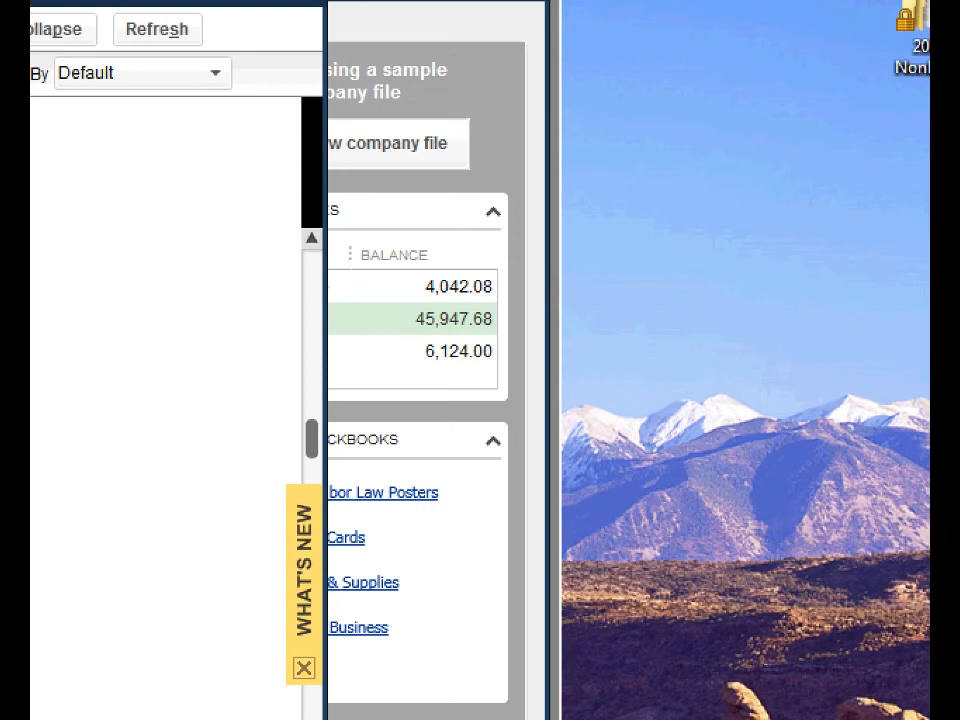 ollapse
Refresh
By Default
sing a sample
pany file
w company file
ES
BALANCE
4,042.08
45,947.68
6,124.00
CKBOOKS
bor Law Posters
Cards
& Supplies
Business
WHAT'S NEW
20
Nonl